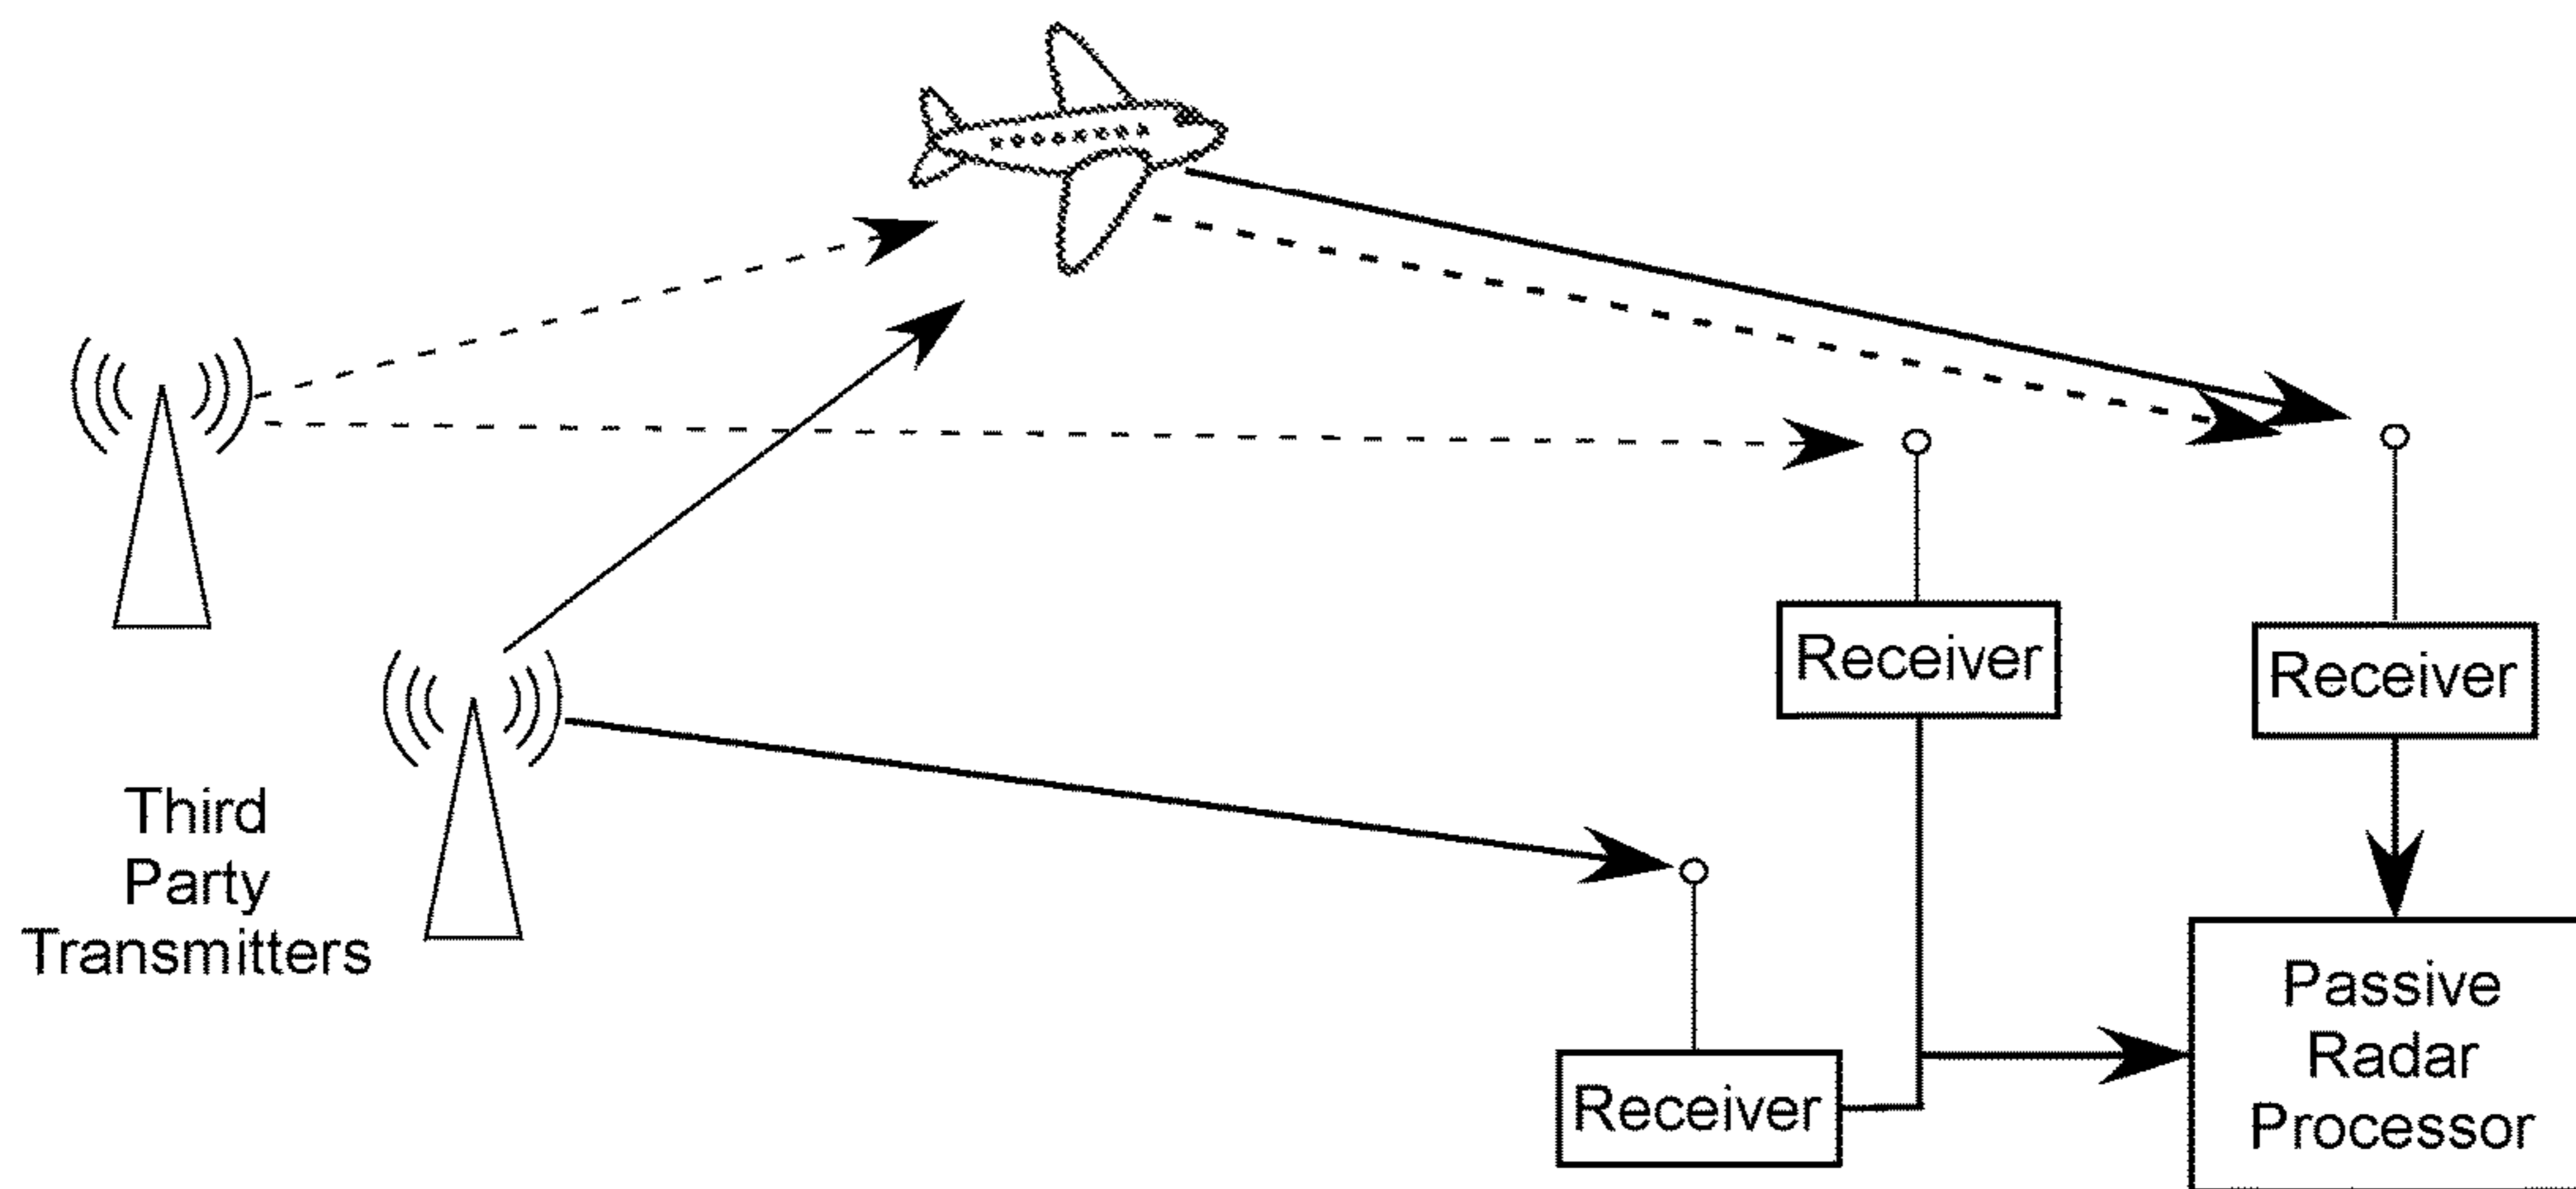 Receiver
Receiver
Third
Party
Transmitters
Receiver
Passive
Radar
Processor